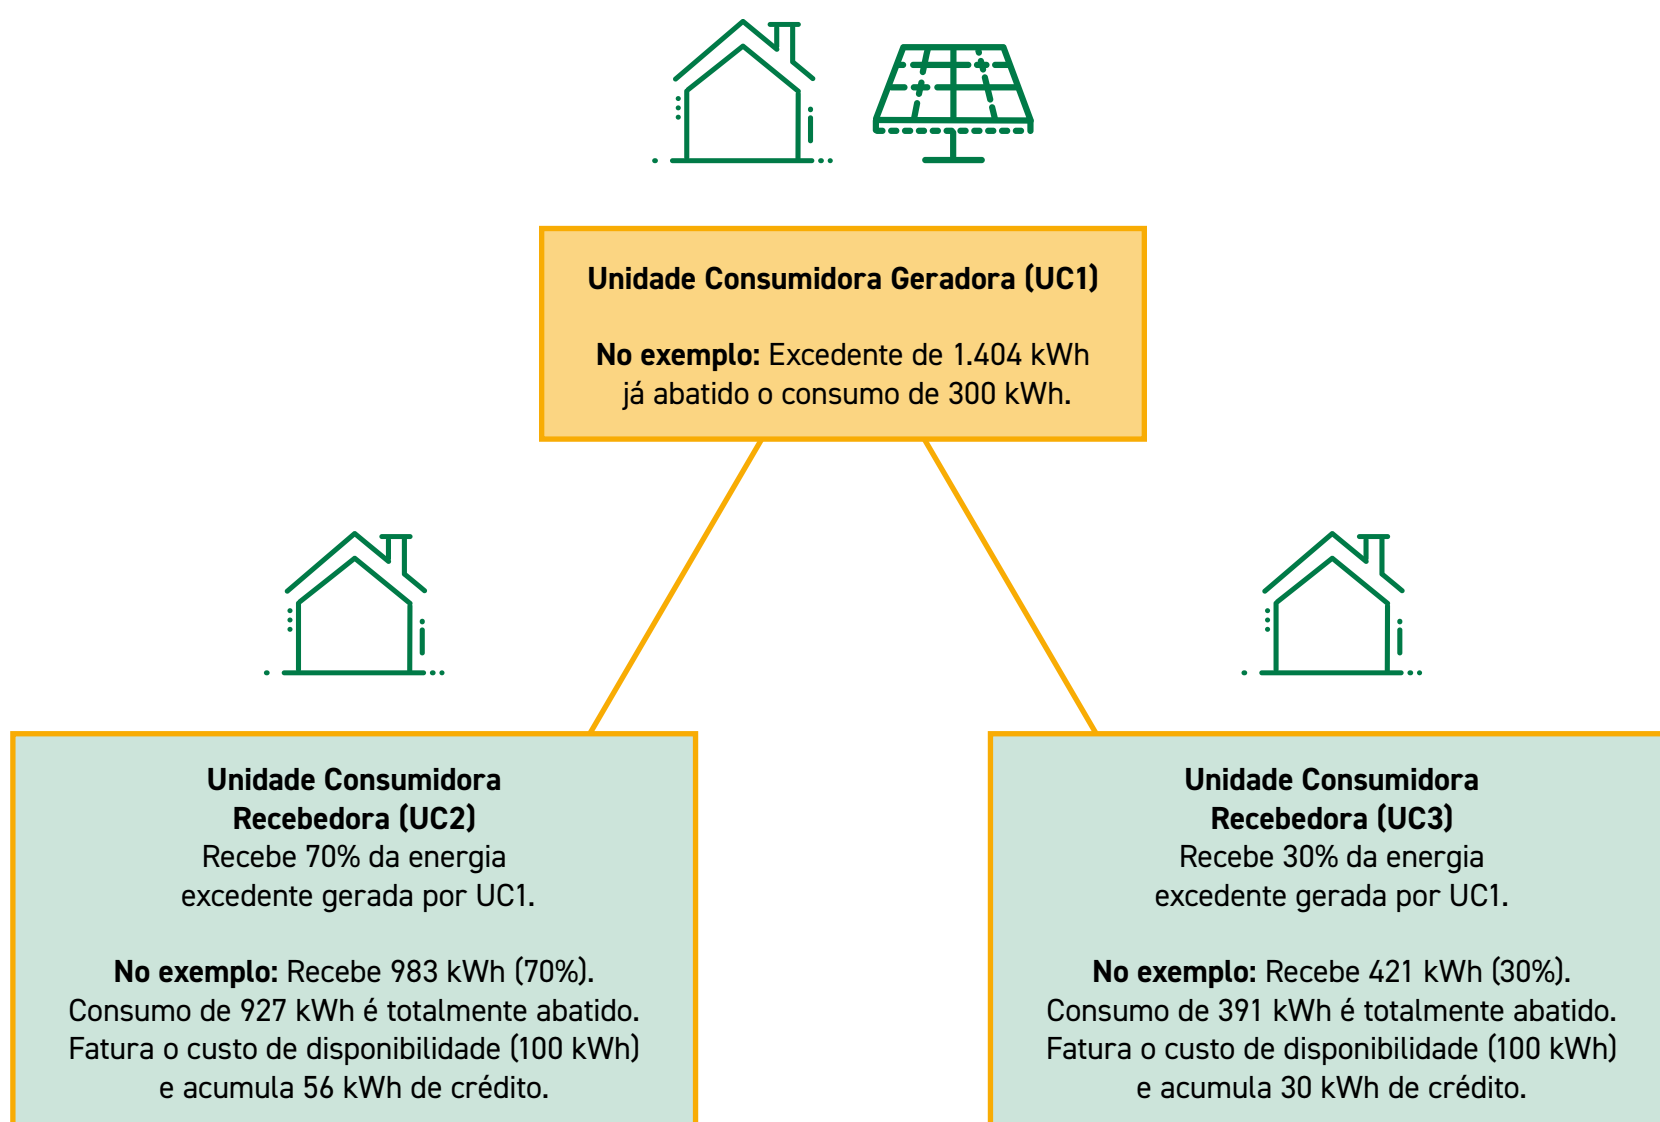 Unidade Consumidora Geradora (UC1)
No exemplo: Excedente de 1.404 kWh
já abatido o consumo de 300 kWh.
Unidade Consumidora
Recebedora (UC2)
Recebe 70% da energia
excedente gerada por UC1.
No exemplo: Recebe 983 kWh (70%).
Consumo de 927 kWh é totalmente abatido.
Fatura o custo de disponibilidade (100 kWh)
e acumula 56 kWh de crédito.
Unidade Consumidora
Recebedora (UC3)
Recebe 30% da energia
excedente gerada por UC1.
No exemplo: Recebe 421 kWh (30%).
Consumo de 391 kWh é totalmente abatido.
Fatura o custo de disponibilidade (100 kWh)
e acumula 30 kWh de crédito.